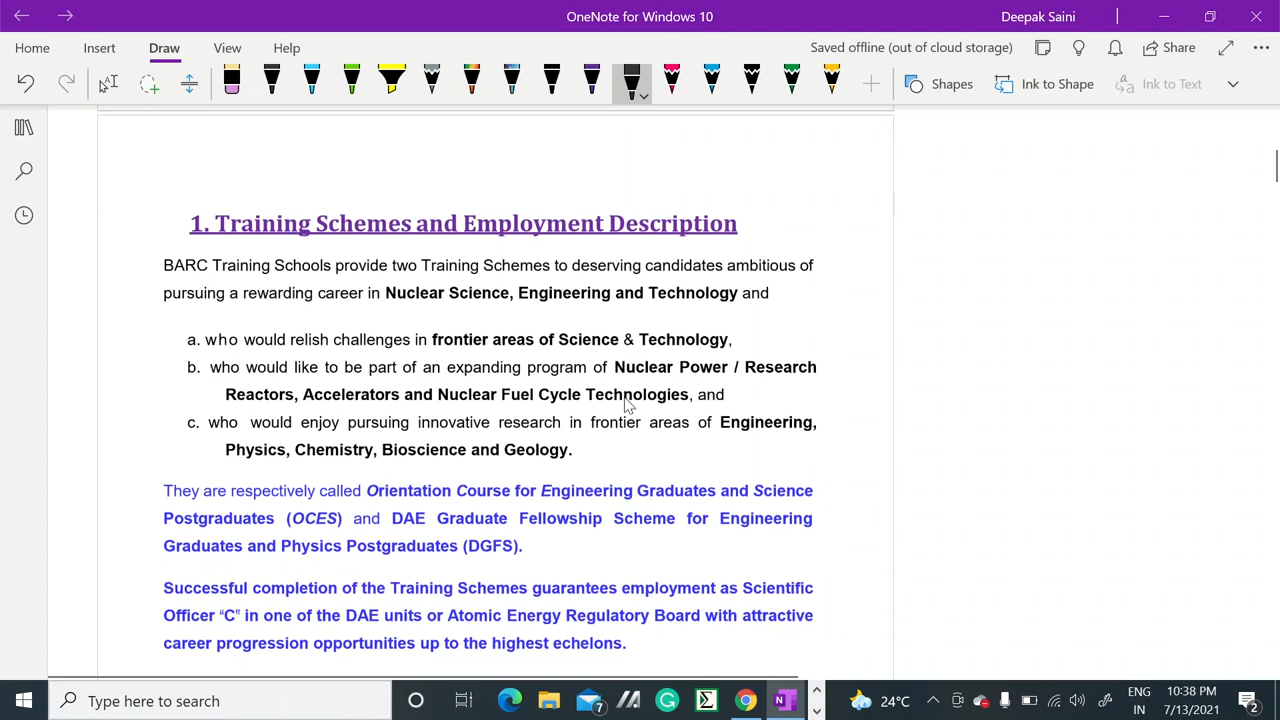 OneNote for Windows 10
Deepak Saini
Home Insert Draw View Help
Saved offline (out of cloud storage)
Share
Shapes
Ink to Shape
Ink to Text
1. Training Schemes and Employment Description
BARC Training Schools provide two Training Schemes to deserving candidates ambitious of
pursuing a rewarding career in Nuclear Science, Engineering and Technology and
a. who would relish challenges in frontier areas of Science & Technology,
b. who would like to be part of an expanding program of Nuclear Power / Research
Reactors, Accelerators and Nuclear Fuel Cycle Technologies, and
c. who would enjoy pursuing innovative research in frontier areas of Engineering,
Physics, Chemistry, Bioscience and Geology.
They are respectively called Orientation Course for Engineering Graduates and Science
Postgraduates (OCES) and DAE Graduate Fellowship Scheme for Engineering
Graduates and Physics Postgraduates (DGFS).
Successful completion of the Training Schemes guarantees employment as Scientific
Officer “C” in one of the DAE units or Atomic Energy Regulatory Board with attractive
career progression opportunities up to the highest echelons.
Type here to search
7
24°C
ENG
IN
10:38 PM
7/13/2021
2